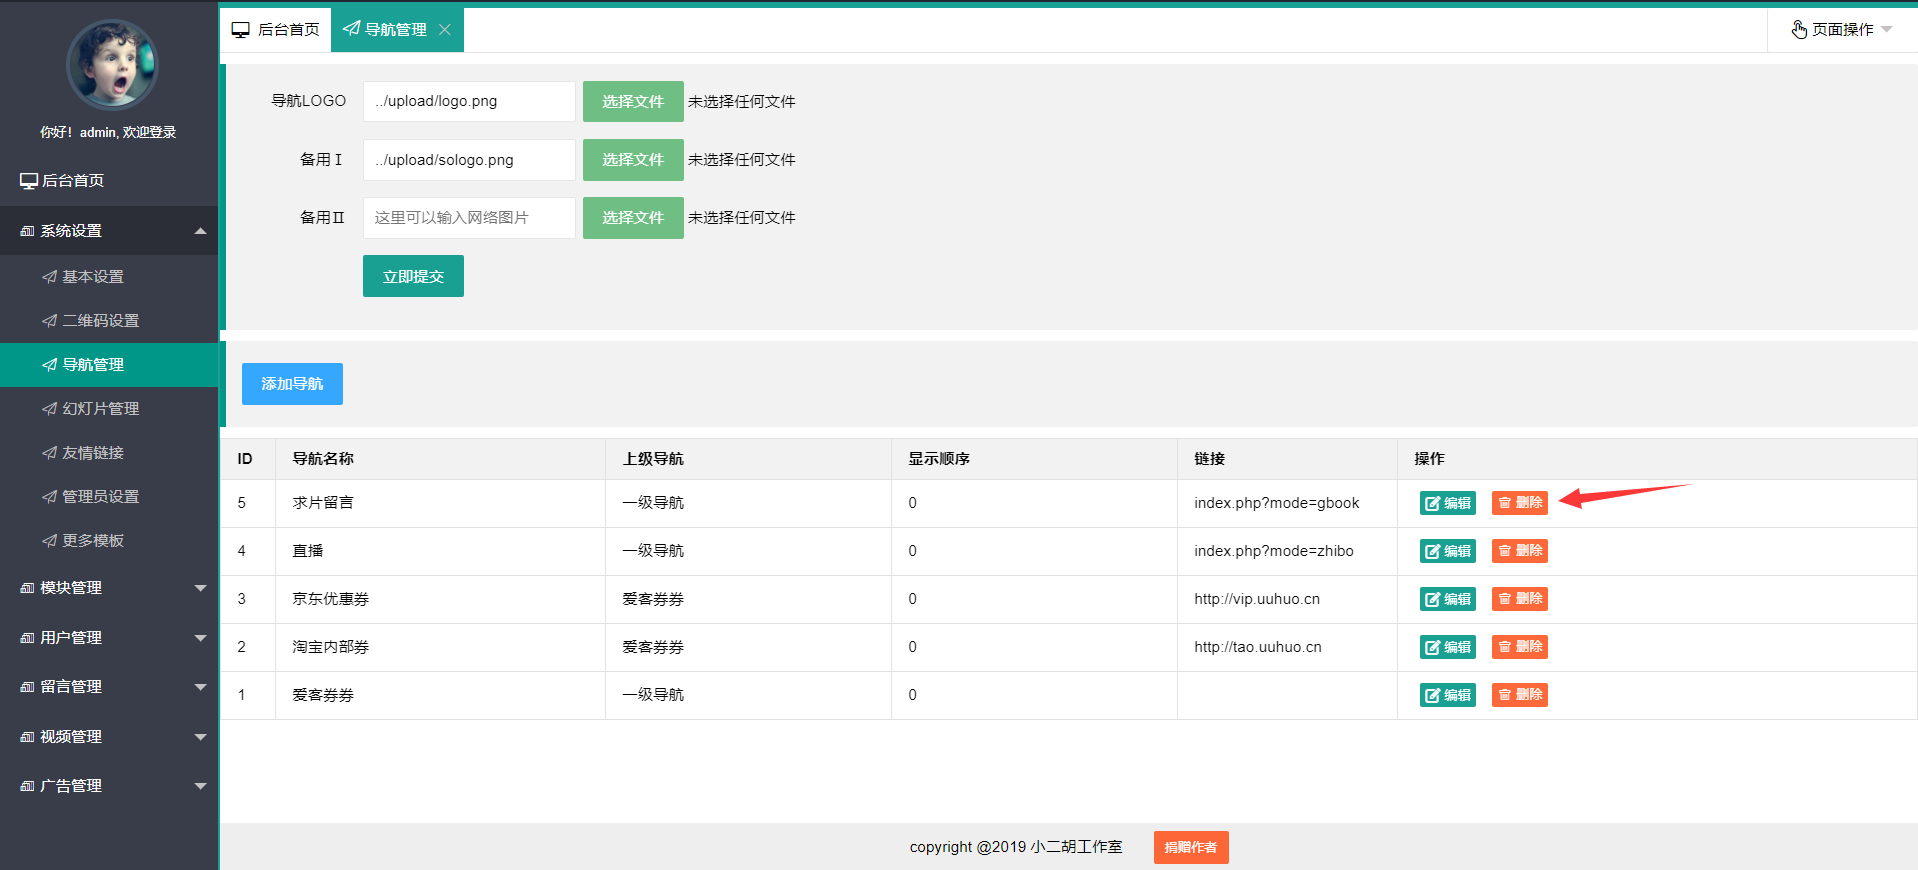 你好！admin, 欢迎登录
后台首页
系统设置
基本设置
二维码设置
导航管理
幻灯片管理
友情链接
管理员设置
更多模板
模块管理
用户管理
留言管理
视频管理
广告管理
后台首页 导航管理 页面操作
导航LOGO ../upload/logo.png 选择文件 未选择任何文件
备用Ⅰ ../upload/sologo.png 选择文件 未选择任何文件
备用Ⅱ 这里可以输入网络图片 选择文件 未选择任何文件
立即提交
添加导航
ID 导航名称 上级导航 显示顺序 链接 操作
5 求片留言 一级导航 0 index.php?mode=gbook 编辑 删除
4 直播 一级导航 0 index.php?mode=zhibo 编辑 删除
3 京东优惠券 爱客券券 0 http://vip.uuhuo.cn 编辑 删除
2 淘宝内部券 爱客券券 0 http://tao.uuhuo.cn 编辑 删除
1 爱客券券 一级导航 0 编辑 删除
copyright @2019 小二胡工作室 捐赠作者